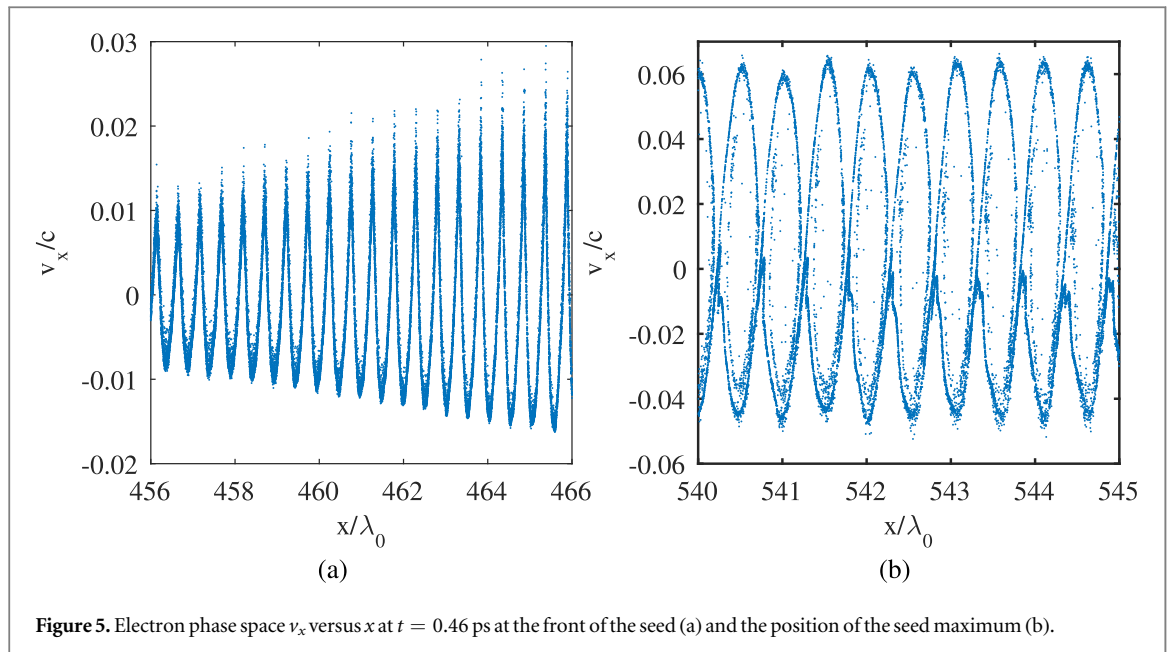 0.03
0.02
0.01
0
-0.01
-0.02
v_x/c
456 458 460 462 464 466
x/λ_0
(a)
0.06
0.04
0.02
0
-0.02
-0.04
-0.06
v_x/c
540 541 542 543 544 545
x/λ_0
(b)
Figure 5. Electron phase space v_x versus x at t = 0.46 ps at the front of the seed (a) and the position of the seed maximum (b).